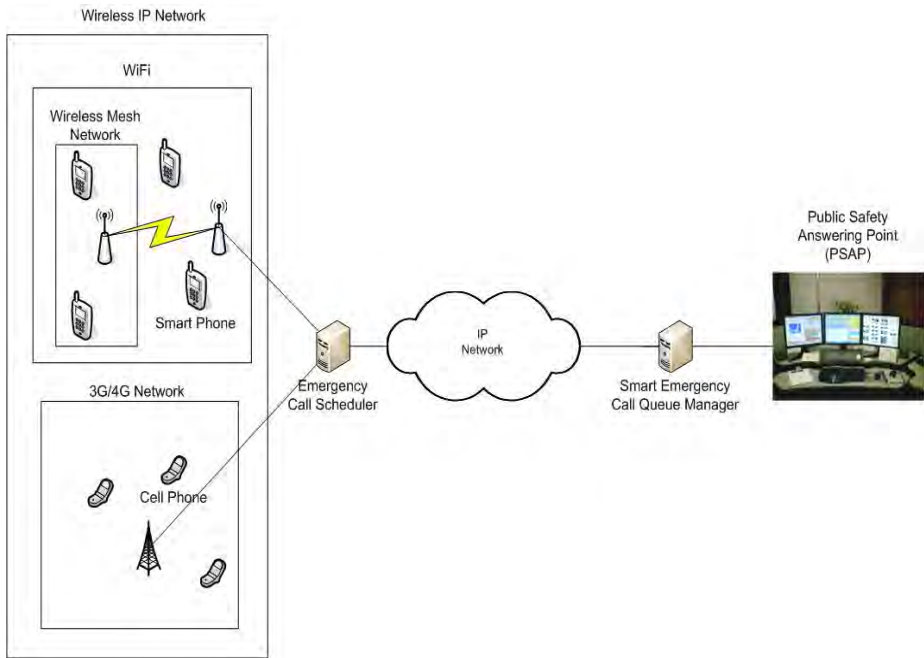 Wireless IP Network
WiFi
Wireless Mesh
Network
Smart Phone
3G/4G Network
Cell Phone
Emergency
Call Scheduler
IP
Network
Smart Emergency
Call Queue Manager
Public Safety
Answering Point
(PSAP)